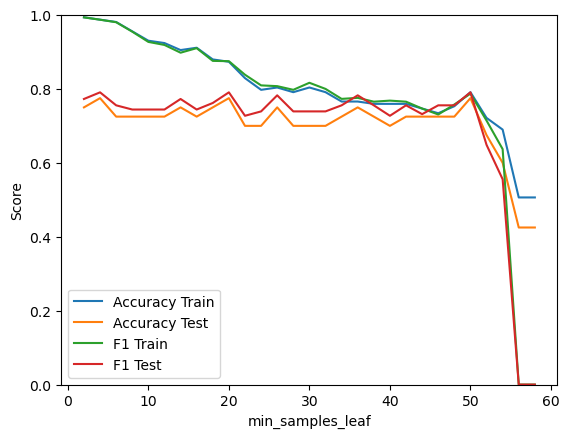 1.0
0.8
0.6
0.4
0.2
0.0
Score
Accuracy Train
Accuracy Test
F1 Train
F1 Test
0 10 20 30 40 50 60
min_samples_leaf